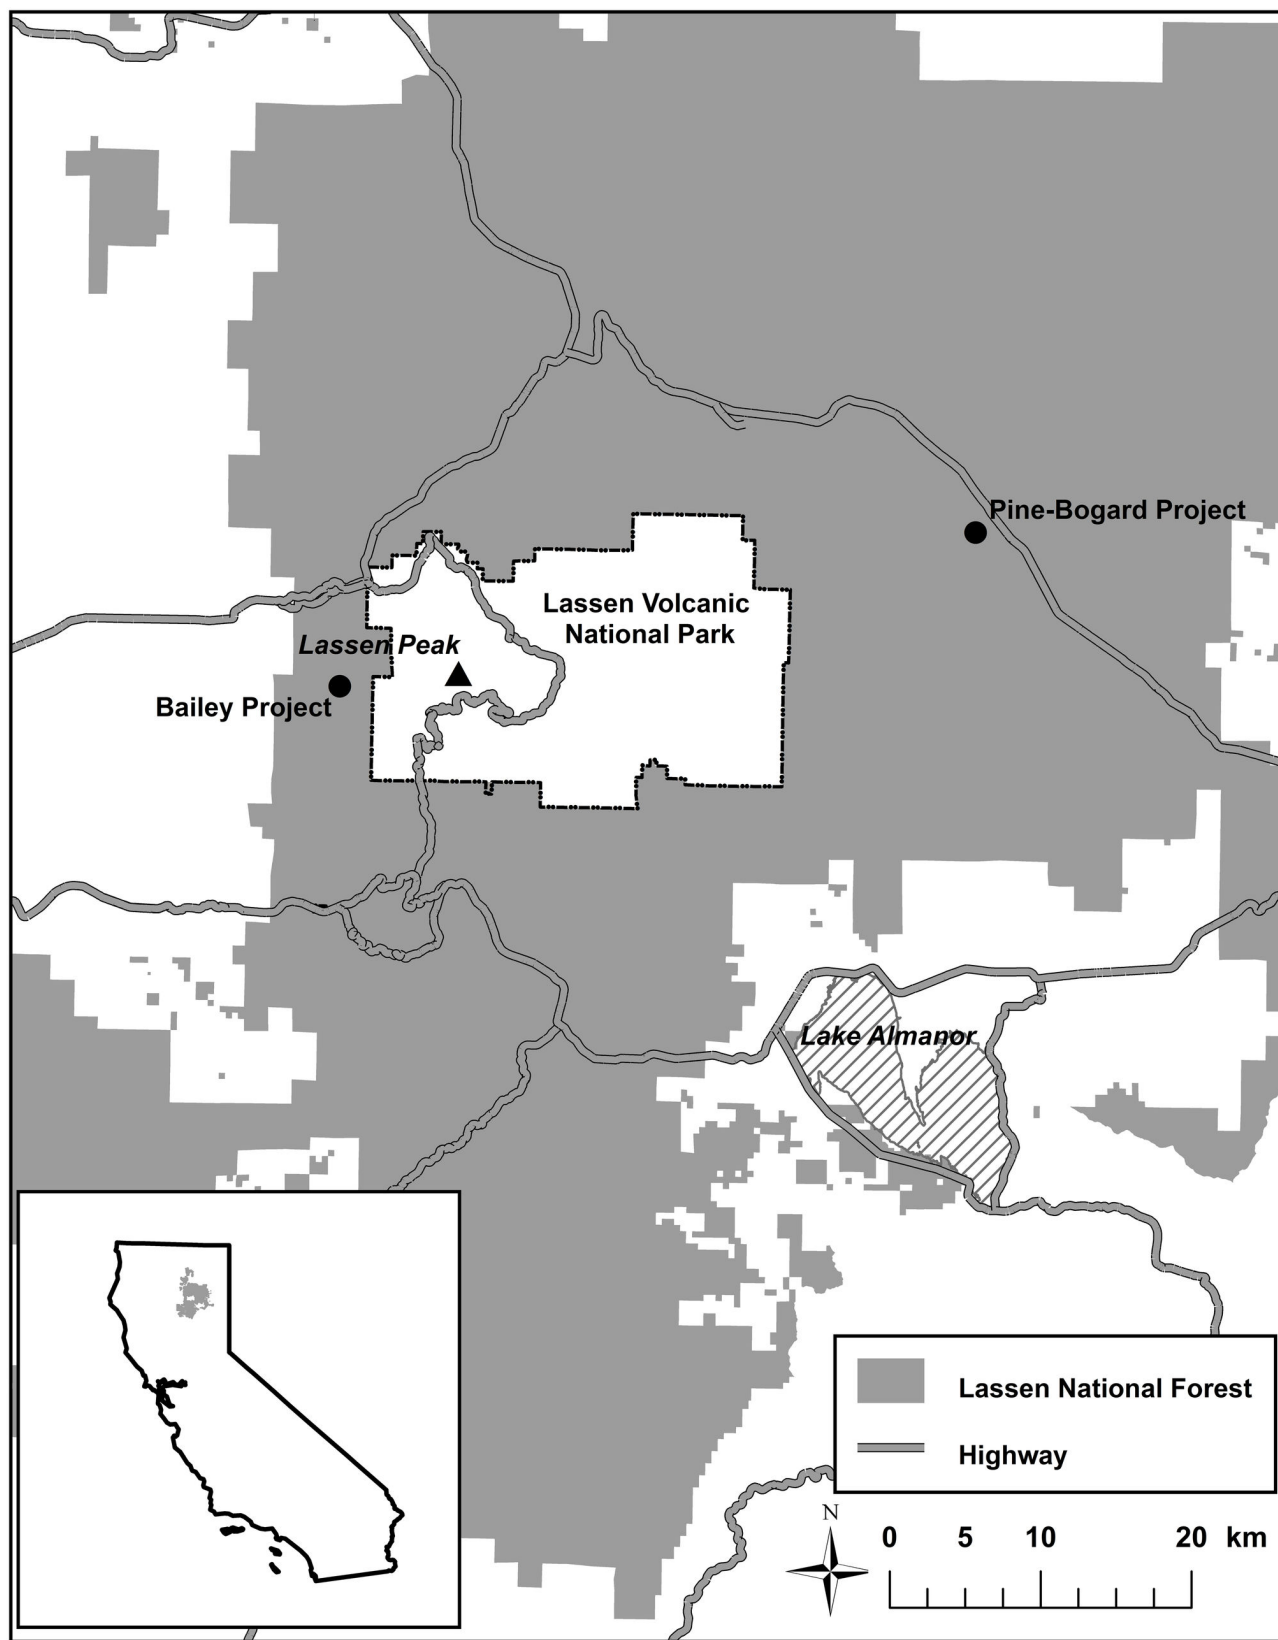 Pine-Bogard Project
Lassen Volcanic
National Park
Lassen Peak
Bailey Project
Lake Almanor
Lassen National Forest
Highway
N
0 5 10 20 km